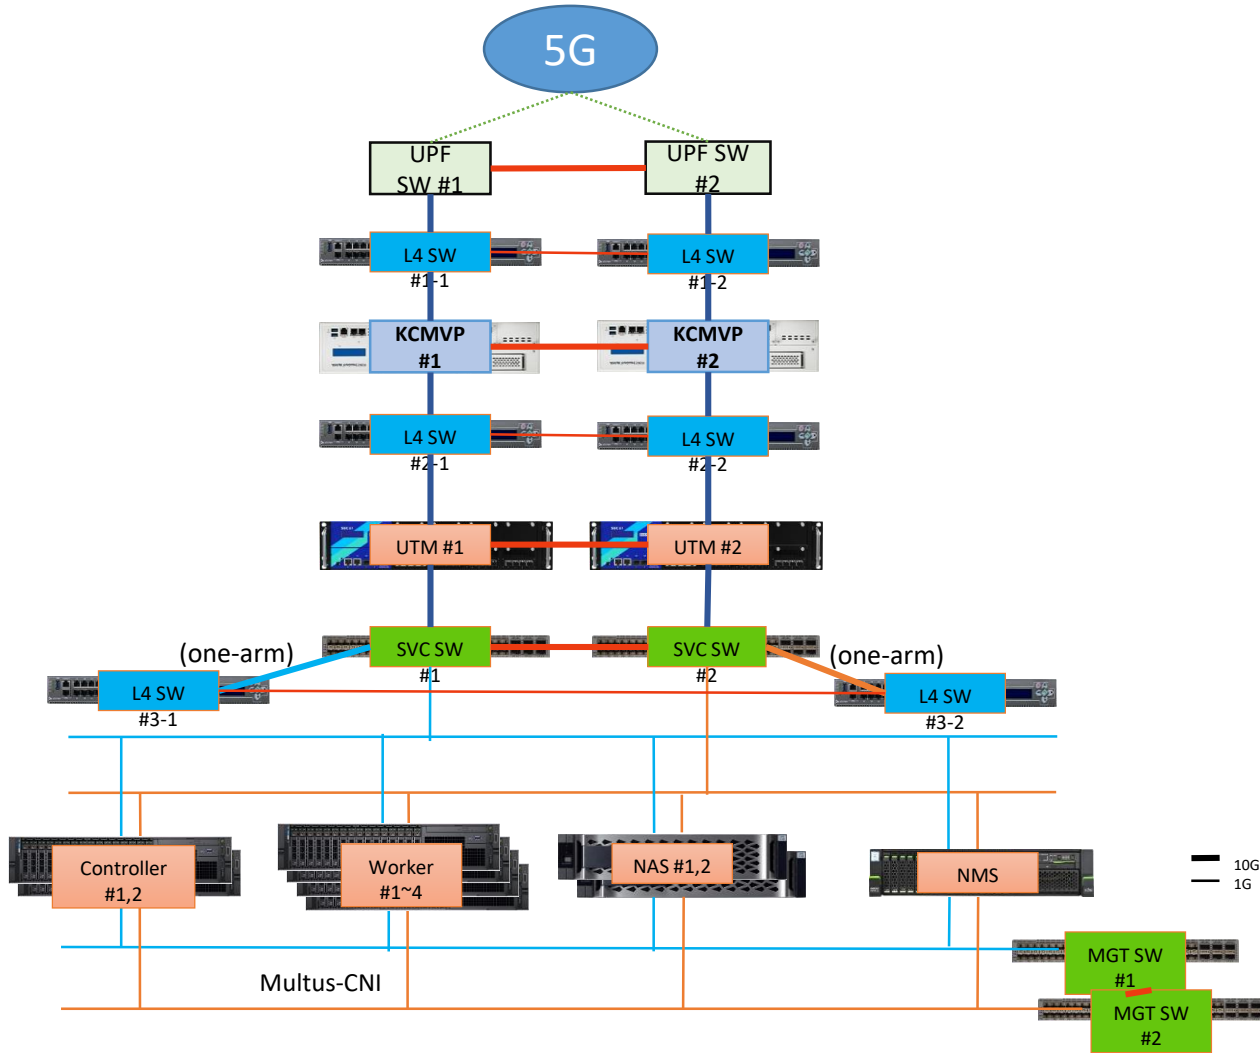 5G
UPF
SW #1
UPF SW
#2
L4 SW
#1-1
L4 SW
#1-2
KCMVP
#1
KCMVP
#2
L4 SW
#2-1
L4 SW
#2-2
UTM #1
UTM #2
(one-arm)
SVC SW
#1
SVC SW
#2
(one-arm)
L4 SW
#3-1
L4 SW
#3-2
Controller
#1,2
Worker
#1~4
NAS #1,2
NMS
10G
1G
MGT SW
#1
Multus-CNI
MGT SW
#2